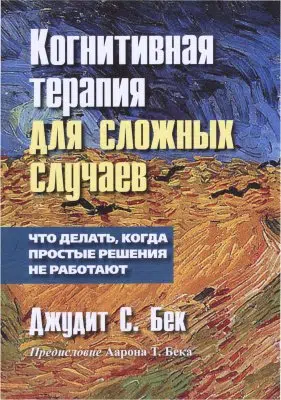 Когнитивная
терапия
для сложных
случаев
ЧТО ДЕЛАТЬ, КОГДА
ПРОСТЫЕ РЕШЕНИЯ
НЕ РАБОТАЮТ
Джудит С. Бек
Предисловие Аарона Т. Бека